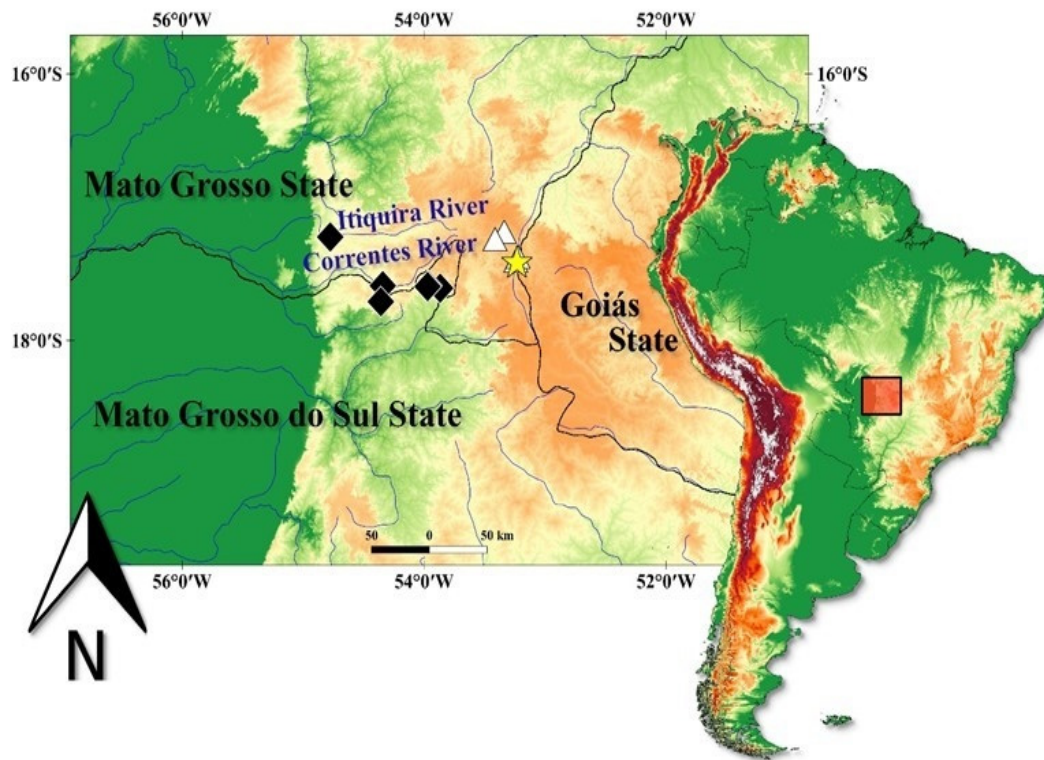 56°0'W 54°0'W 52°0'W
16°0'S 16°0'S
Mato Grosso State
Itiquira River
Correntes River
Goiás
State
18°0'S
Mato Grosso do Sul State
50 0 50 km
56°0'W 54°0'W 52°0'W
N